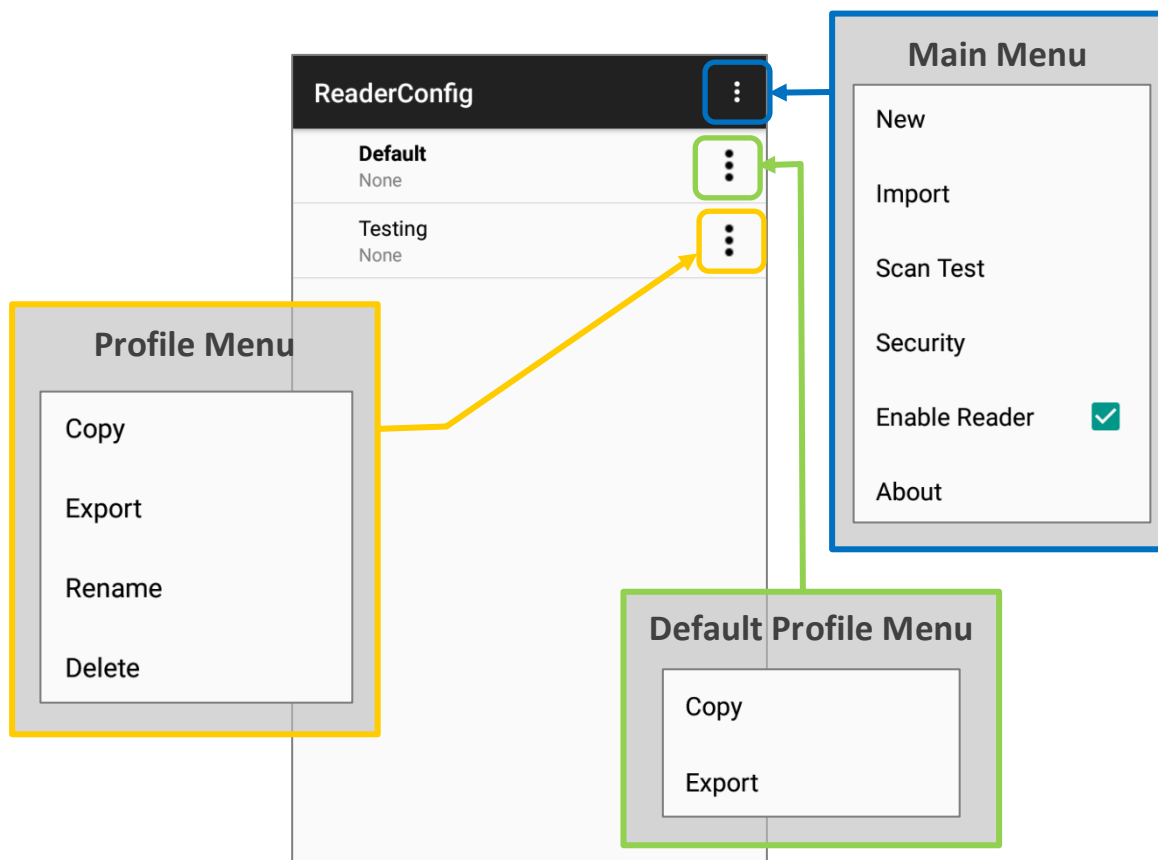 Main Menu
New
Import
Scan Test
Security
Enable Reader
About
ReaderConfig
Default
None
Testing
None
Profile Menu
Copy
Export
Rename
Delete
Default Profile Menu
Copy
Export